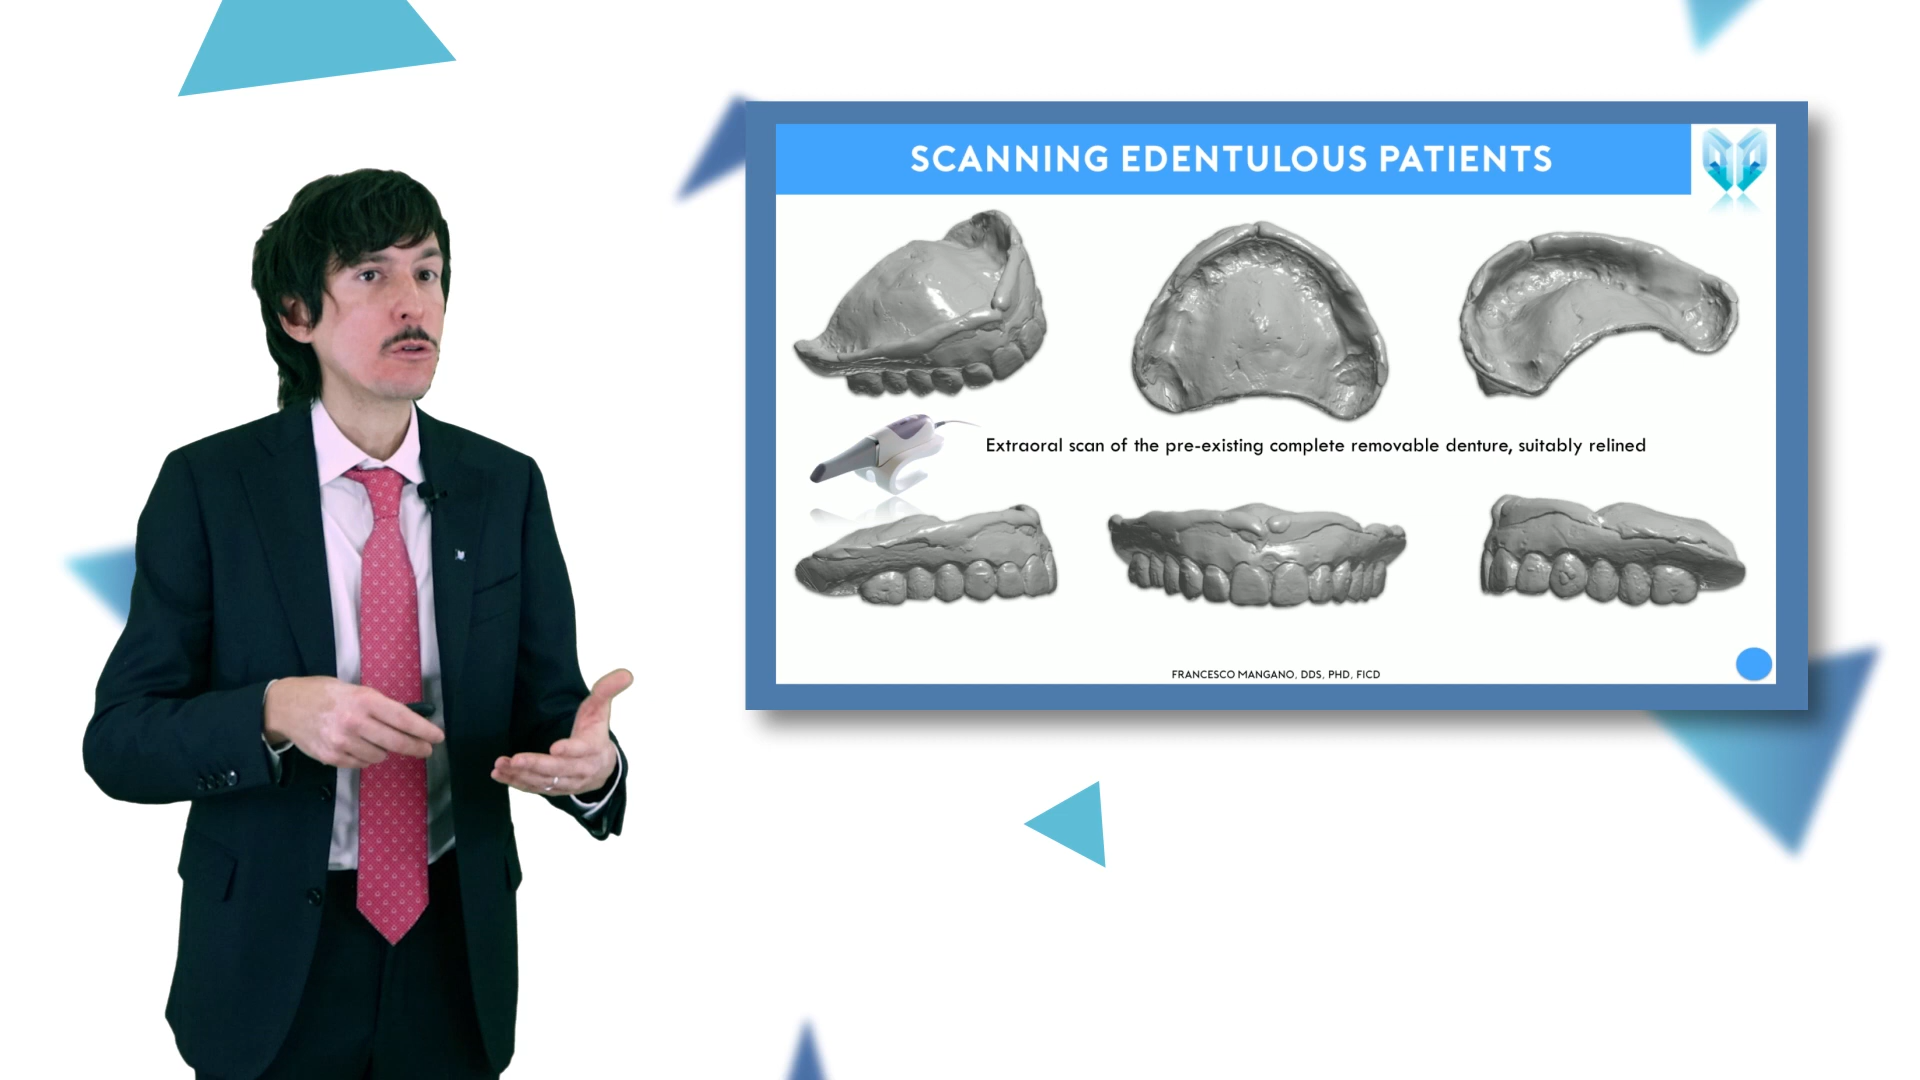 SCANNING EDENTULOUS PATIENTS
Extraoral scan of the pre-existing complete removable denture, suitably relined
FRANCESCO MANGANO, DDS, PHD, FICD